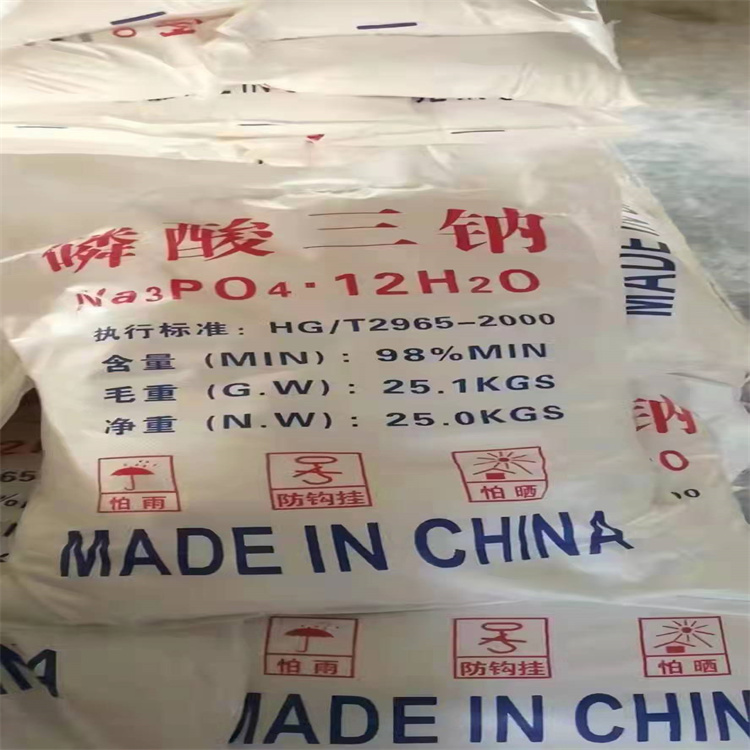 磷酸三钠
Na3PO4·12H2O
执行标准：HG/T2965-2000
含量（MIN）：98%MIN
毛重（G.W）：25.1KGS
净重（N.W）：25.0KGS
怕雨 防钩挂 怕晒
MADE IN CHINA
MADE
钠
O
怕雨 防钩挂 怕晒
MADE IN CHIN